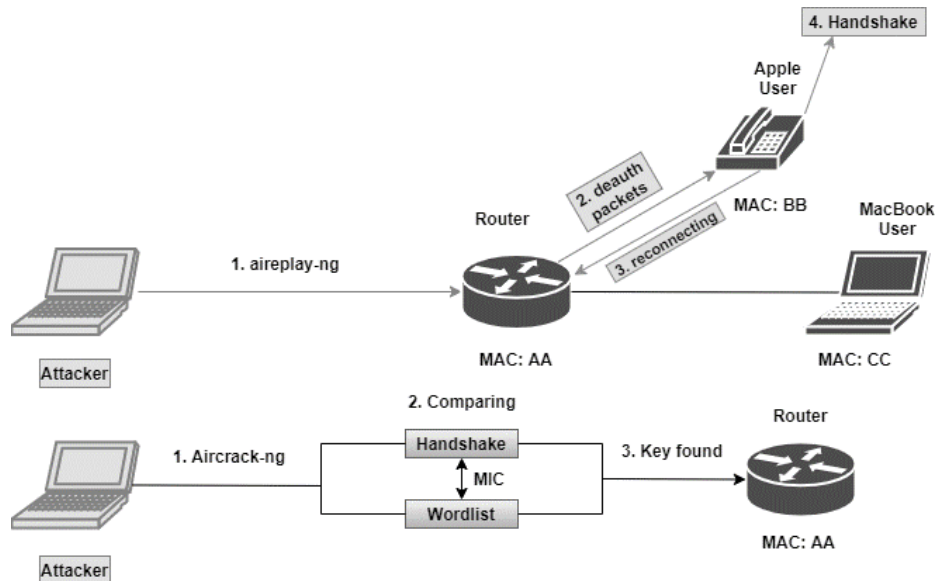 4. Handshake
Apple
User
2. deauth
packets
MAC: BB
MacBook
User
Router
3. reconnecting
1. aireplay-ng
Attacker
MAC: AA
MAC: CC
2. Comparing
Router
Handshake
1. Aircrack-ng
3. Key found
MIC
Wordlist
MAC: AA
Attacker